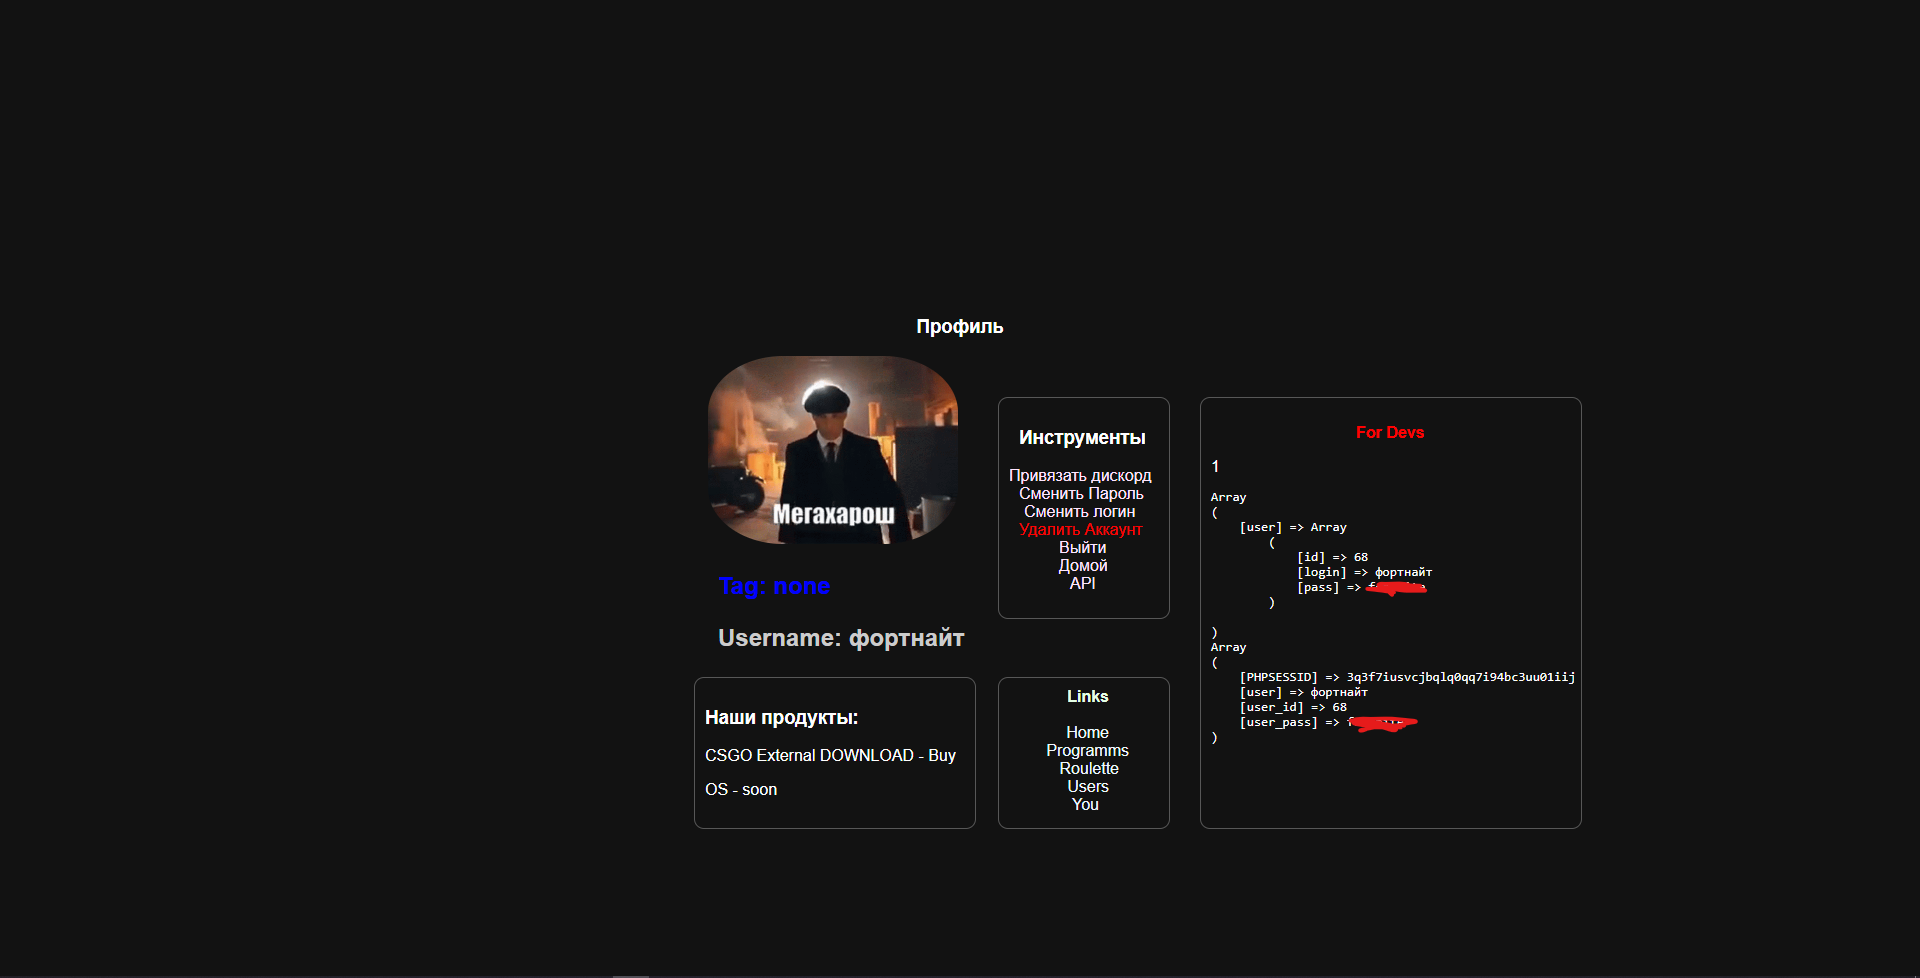 Профиль
Мегахарош
Tag: none
Username: фортнайт
Наши продукты:
CSGO External DOWNLOAD - Buy
OS - soon
Инструменты
Привязать дискорд
Сменить Пароль
Сменить логин
Удалить Аккаунт
Выйти
Домой
API
Links
Home
Programms
Roulette
Users
You
For Devs
1
Array
(
[user] => Array
(
[id] => 68
[login] => фортнайт
[pass] =>
)
)
Array
(
[PHPSESSID] => 3q3f7iusvcjbqlq0qq7i94bc3uu01iij
[user] => фортнайт
[user_id] => 68
[user_pass] =>
)